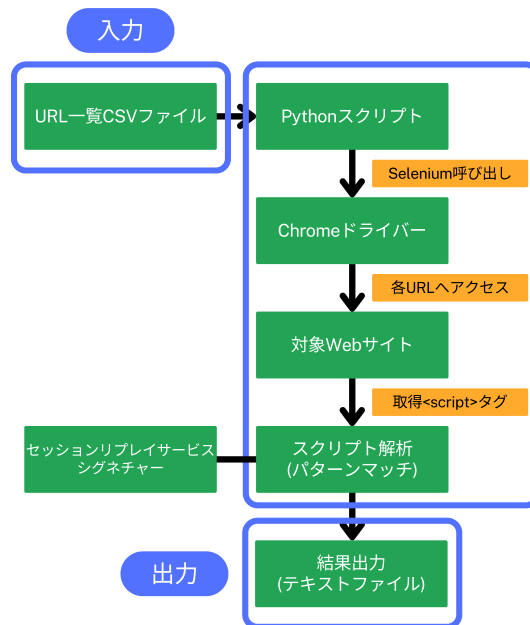 入力
URL一覧CSVファイル
Pythonスクリプト
Selenium呼び出し
Chromeドライバー
各URLへアクセス
対象Webサイト
取得<script>タグ
セッションリプレイサービス
シグネチャー
スクリプト解析
(パターンマッチ)
出力
結果出力
(テキストファイル)